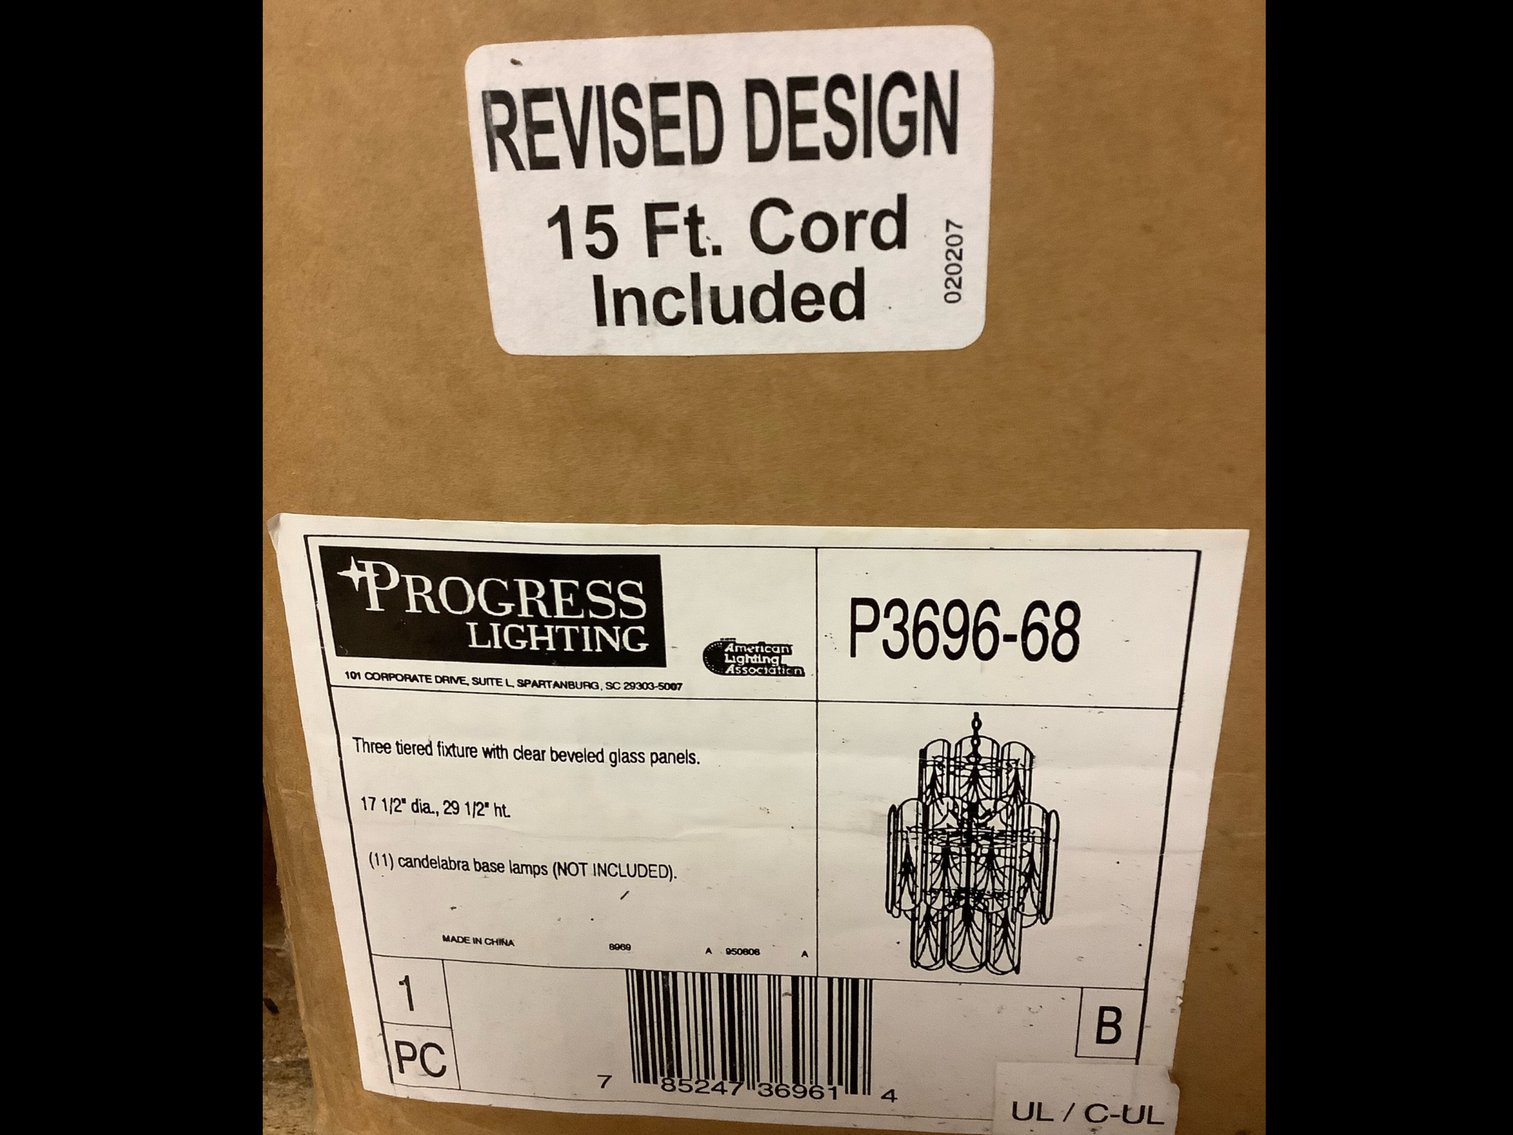 REVISED DESIGN
15 Ft. Cord
Included
020207
PROGRESS
LIGHTING
101 CORPORATE DRIVE, SUITE L, SPARTANBURG, SC 29303-5007
American
Lighting
Association
P3696-68
Three tiered fixture with clear beveled glass panels.
17 1/2" dia., 29 1/2" ht.
(11) candelabra base lamps (NOT INCLUDED).
MADE IN CHINA 8969 A 950806 A
1
PC
7 85247 36961 4
B
UL / C-UL